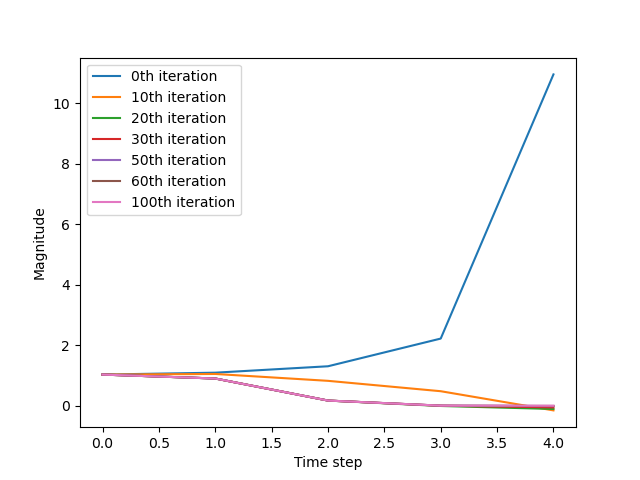 0th iteration
10th iteration
20th iteration
30th iteration
50th iteration
60th iteration
100th iteration
Magnitude
10
8
6
4
2
0
0.0 0.5 1.0 1.5 2.0 2.5 3.0 3.5 4.0
Time step